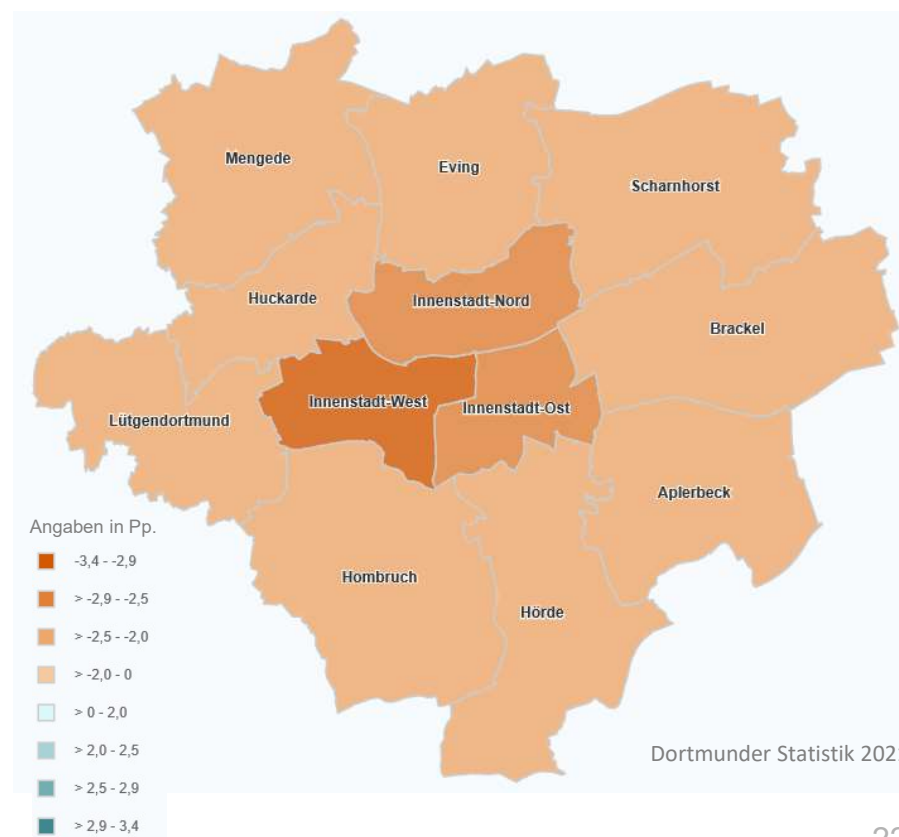 Mengede
Eving
Scharnhorst
Huckarde
Innenstadt-Nord
Brackel
Innenstadt-West
Innenstadt-Ost
Lütgendortmund
Aplerbeck
Hombruch
Hörde
Angaben in Pp.
-3,4 - -2,9
> -2,9 - -2,5
> -2,5 - -2,0
> -2,0 - 0
> 0 - 2,0
> 2,0 - 2,5
> 2,5 - 2,9
> 2,9 - 3,4
Dortmunder Statistik